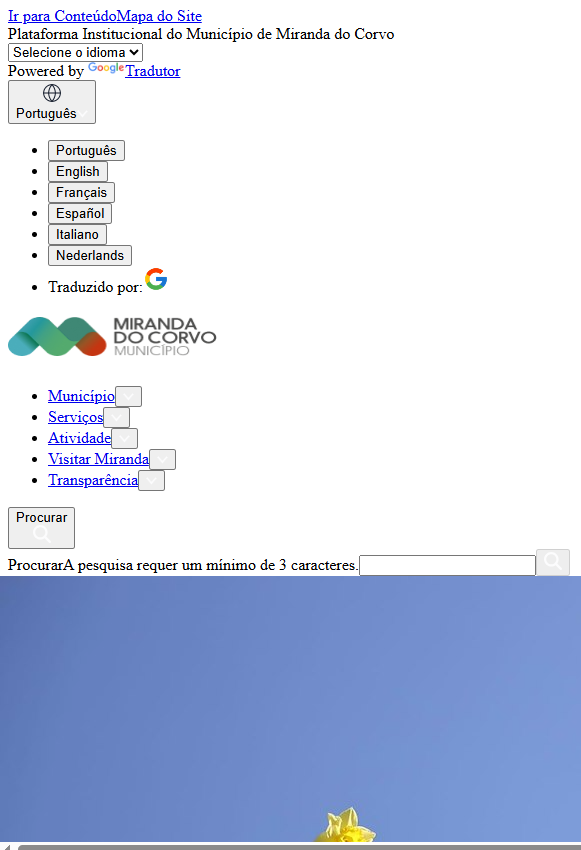 Ir para ConteúdoMapa do Site
Plataforma Institucional do Município de Miranda do Corvo
Selecione o idioma
Powered by Google Tradutor
Português
Português
English
Français
Español
Italiano
Nederlands
Traduzido por:
MIRANDA
DO CORVO
MUNICÍPIO
Município
Serviços
Atividade
Visitar Miranda
Transparência
Procurar
ProcurarA pesquisa requer um mínimo de 3 caracteres.